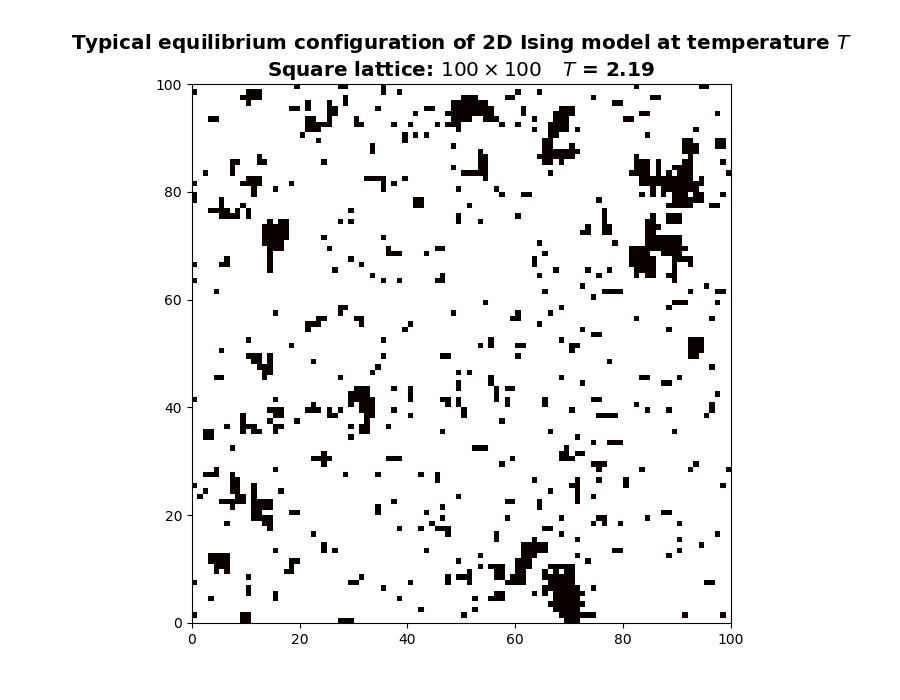 Typical equilibrium configuration of 2D Ising model at temperature T
Square lattice: 100 × 100 T = 2.19
100
80
60
40
20
0
0 20 40 60 80 100